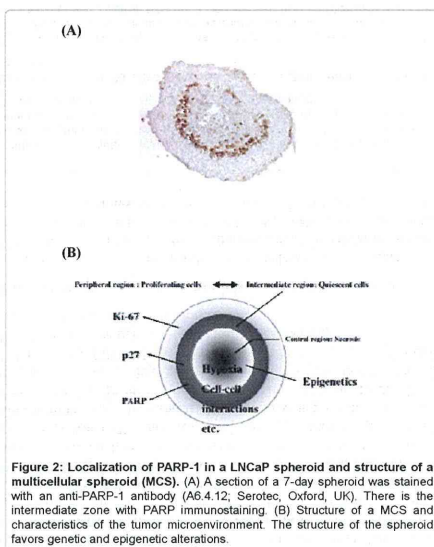 (A)
(B)
Peripheral region : Proliferating cells Intermediate region: Quiescent cells
Ki-67
Central region: Necrosis
p27
Hypoxia
Epigenetics
Cell-cell
PARP
interactions
etc.
Figure 2: Localization of PARP-1 in a LNCaP spheroid and structure of a
multicellular spheroid (MCS). (A) A section of a 7-day spheroid was stained
with an anti-PARP-1 antibody (A6.4.12; Serotec, Oxford, UK). There is the
intermediate zone with PARP immunostaining. (B) Structure of a MCS and
characteristics of the tumor microenvironment. The structure of the spheroid
favors genetic and epigenetic alterations.